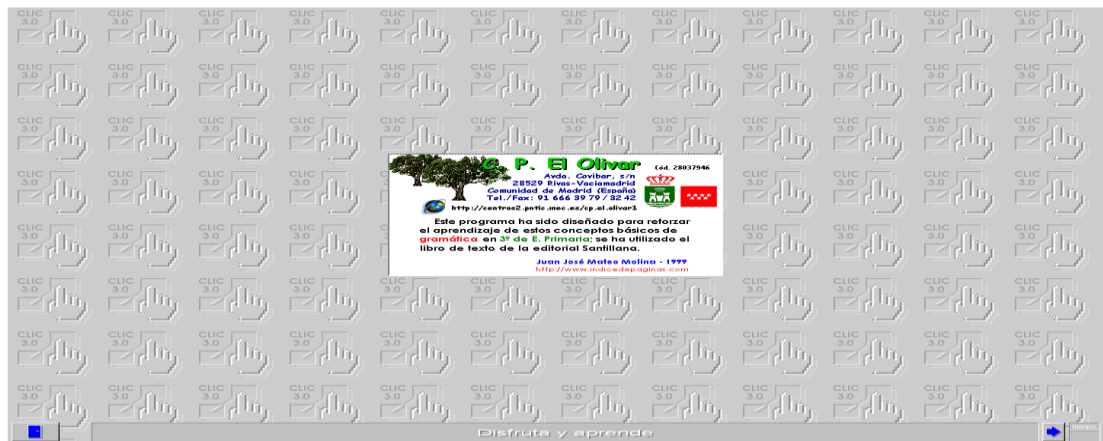 C. P. El Olivar
Cód. 28037946
Avda. Covibar, s/n
28529 Rivas-Vaciamadrid
Comunidad de Madrid (España)
Tel./Fax: 91 666 39 79 / 32 42
http://centros2.pntic.mec.es/cp.el.olivar1
Este programa ha sido diseñado para reforzar
el aprendizaje de estos conceptos básicos de
gramática en 3º de E. Primaria; se ha utilizado el
libro de texto de la editorial Santillana.
Juan José Mateo Molina - 1999
http://www.indicedepaginas.com
Disfruta y aprende
tiempo